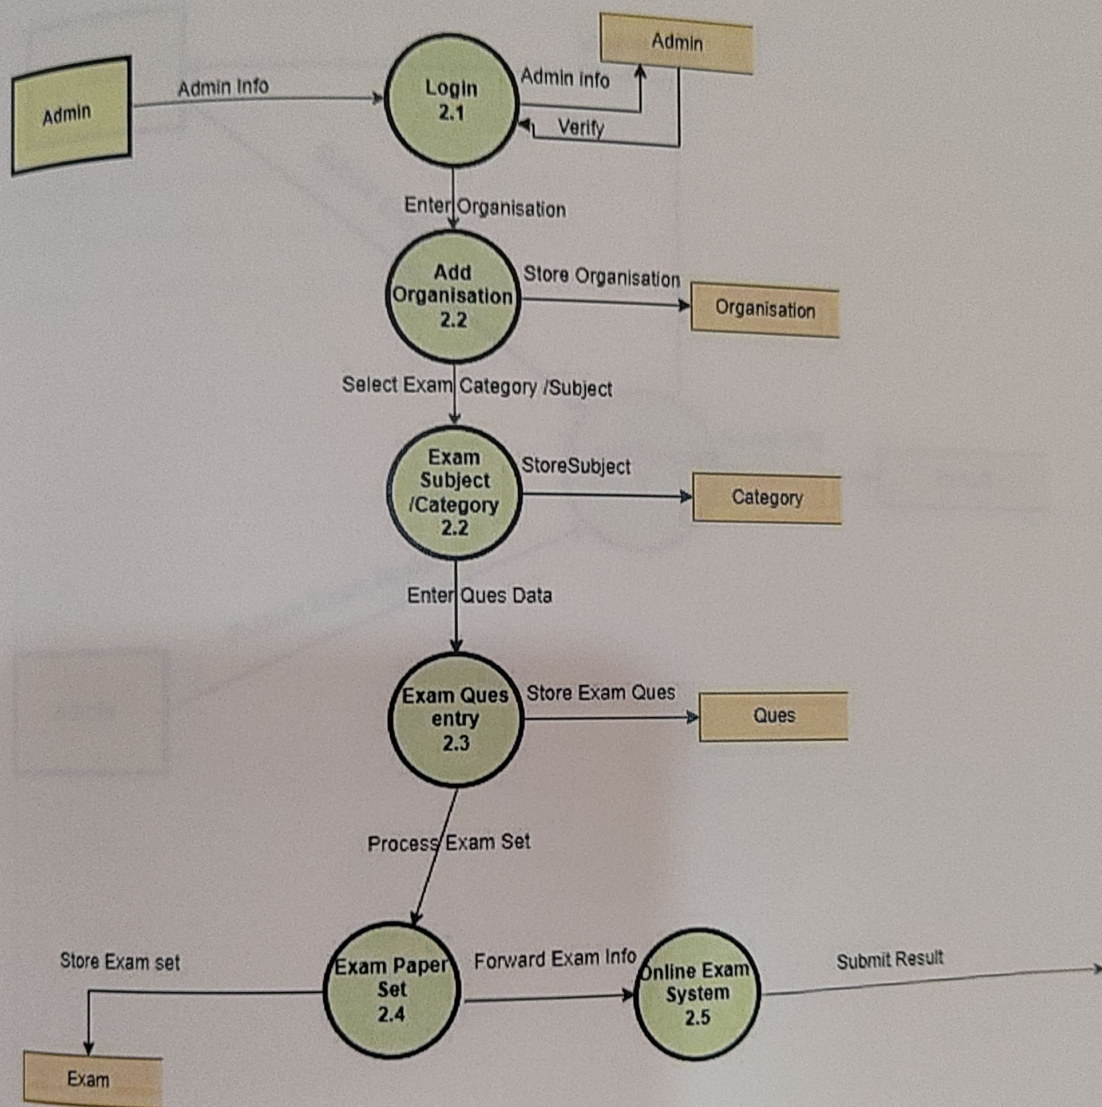 Admin
Admin Info
Login
2.1
Admin info
Verify
Admin
Enter Organisation
Add
Organisation
2.2
Store Organisation
Organisation
Select Exam Category /Subject
Exam
Subject
/Category
2.2
StoreSubject
Category
Enter Ques Data
Exam Ques
entry
2.3
Store Exam Ques
Ques
Process Exam Set
Store Exam set
Exam Paper
Set
2.4
Forward Exam Info
Online Exam
System
2.5
Submit Result
Exam